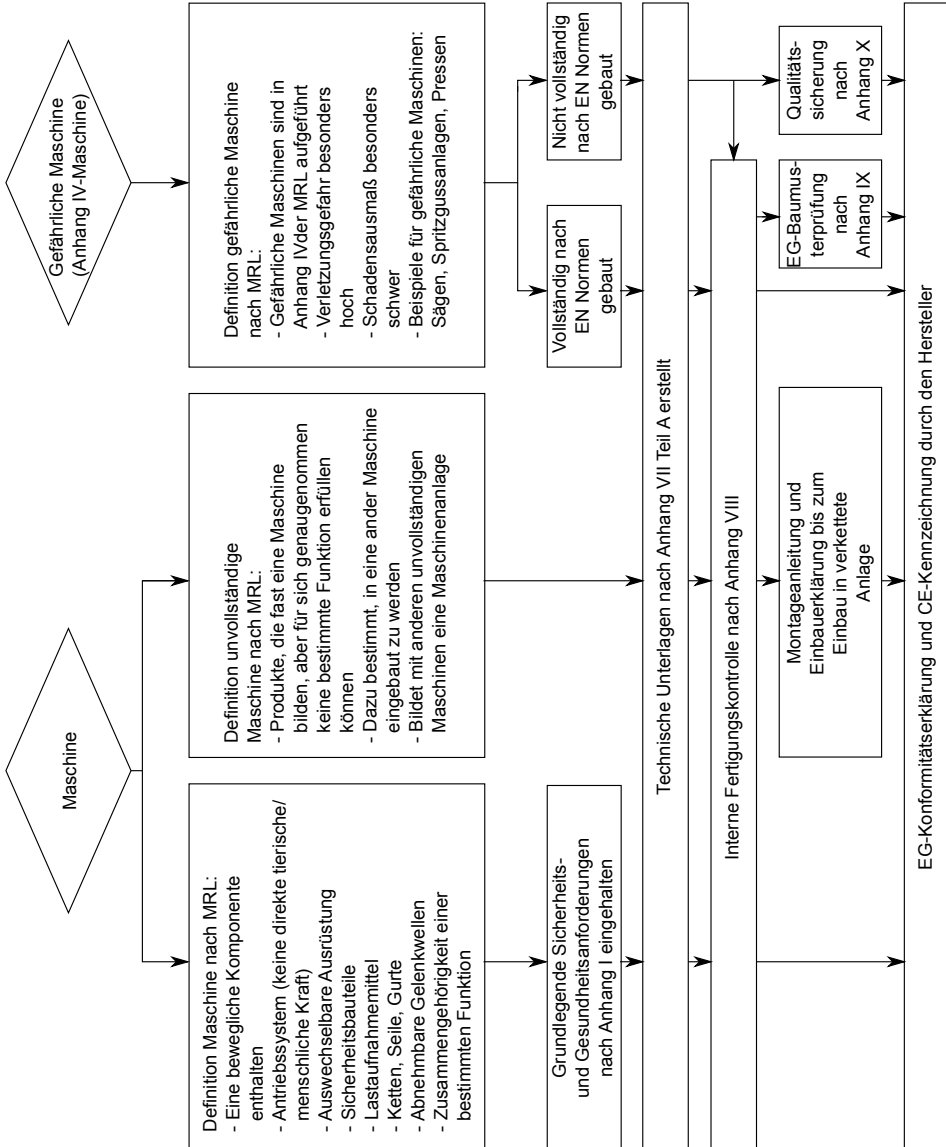 Maschine
Gefährliche Maschine
(Anhang IV-Maschine)
Definition Maschine nach MRL:
- Eine bewegliche Komponente
enthalten
- Antriebssystem (keine direkte tierische/
menschliche Kraft)
- Auswechselbare Ausrüstung
- Sicherheitsbauteile
- Lastaufnahmemittel
- Ketten, Seile, Gurte
- Abnehmbare Gelenkwellen
- Zusammengehörigkeit einer
bestimmten Funktion
Definition unvollständige
Maschine nach MRL:
- Produkte, die fast eine Maschine
bilden, aber für sich genaugenommen
keine bestimmte Funktion erfüllen
können
- Dazu bestimmt, in eine ander Maschine
eingebaut zu werden
- Bildet mit anderen unvollständigen
Maschinen eine Maschinenanlage
Definition gefährliche Maschine
nach MRL:
- Gefährliche Maschinen sind in
Anhang IVder MRL aufgeführt
- Verletzungsgefahr besonders
hoch
- Schadensausmaß besonders
schwer
- Beispiele für gefährliche Maschinen:
Sägen, Spritzgussanlagen, Pressen
Grundlegende Sicherheits-
und Gesundheitsanforderungen
nach Anhang I eingehalten
Vollständig nach
EN Normen
gebaut
Nicht vollständig
nach EN Normen
gebaut
Technische Unterlagen nach Anhang VII Teil A erstellt
Interne Fertigungskontrolle nach Anhang VIII
Montageanleitung und
Einbauerklärung bis zum
Einbau in verkettete
Anlage
EG-Baumus-
terprüfung
nach
Anhang IX
Qualitäts-
sicherung
nach
Anhang X
EG-Konformitätserklärung und CE-Kennzeichnung durch den Hersteller